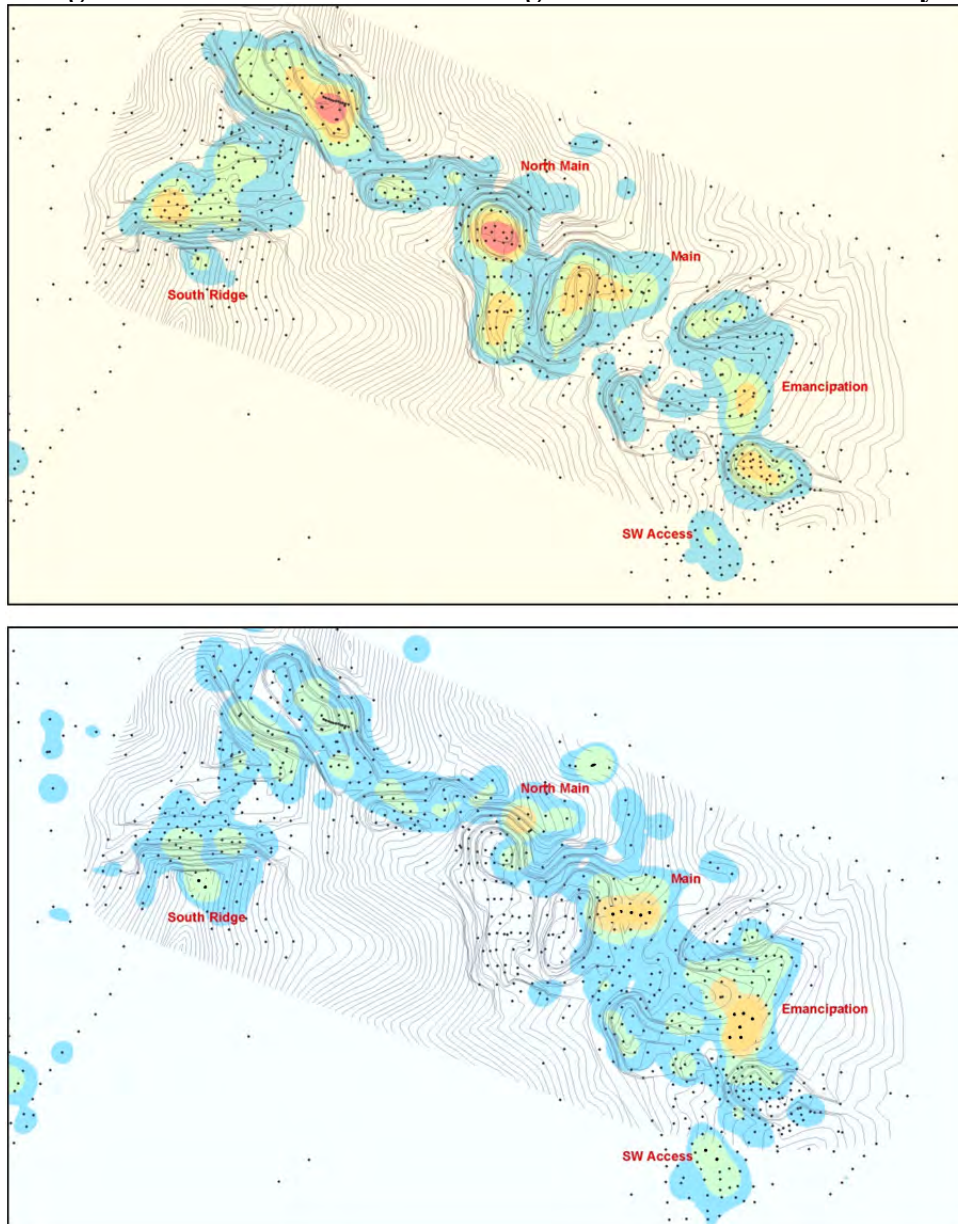 North Main
Main
South Ridge
Emancipation
SW Access
North Main
Main
South Ridge
Emancipation
SW Access